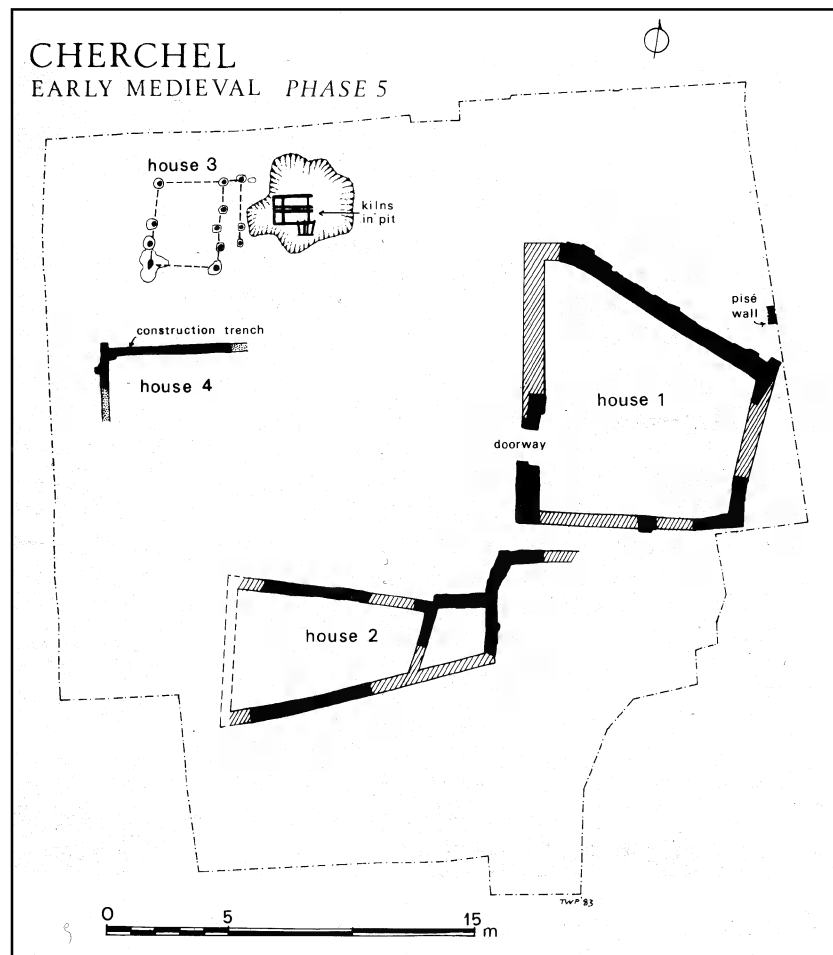 CHERCHEL
EARLY MEDIEVAL PHASE 5
house 3
kilns
in pit
pisé
wall
construction trench
house 4
house 1
doorway
house 2
TWP '83
0 5 15
m